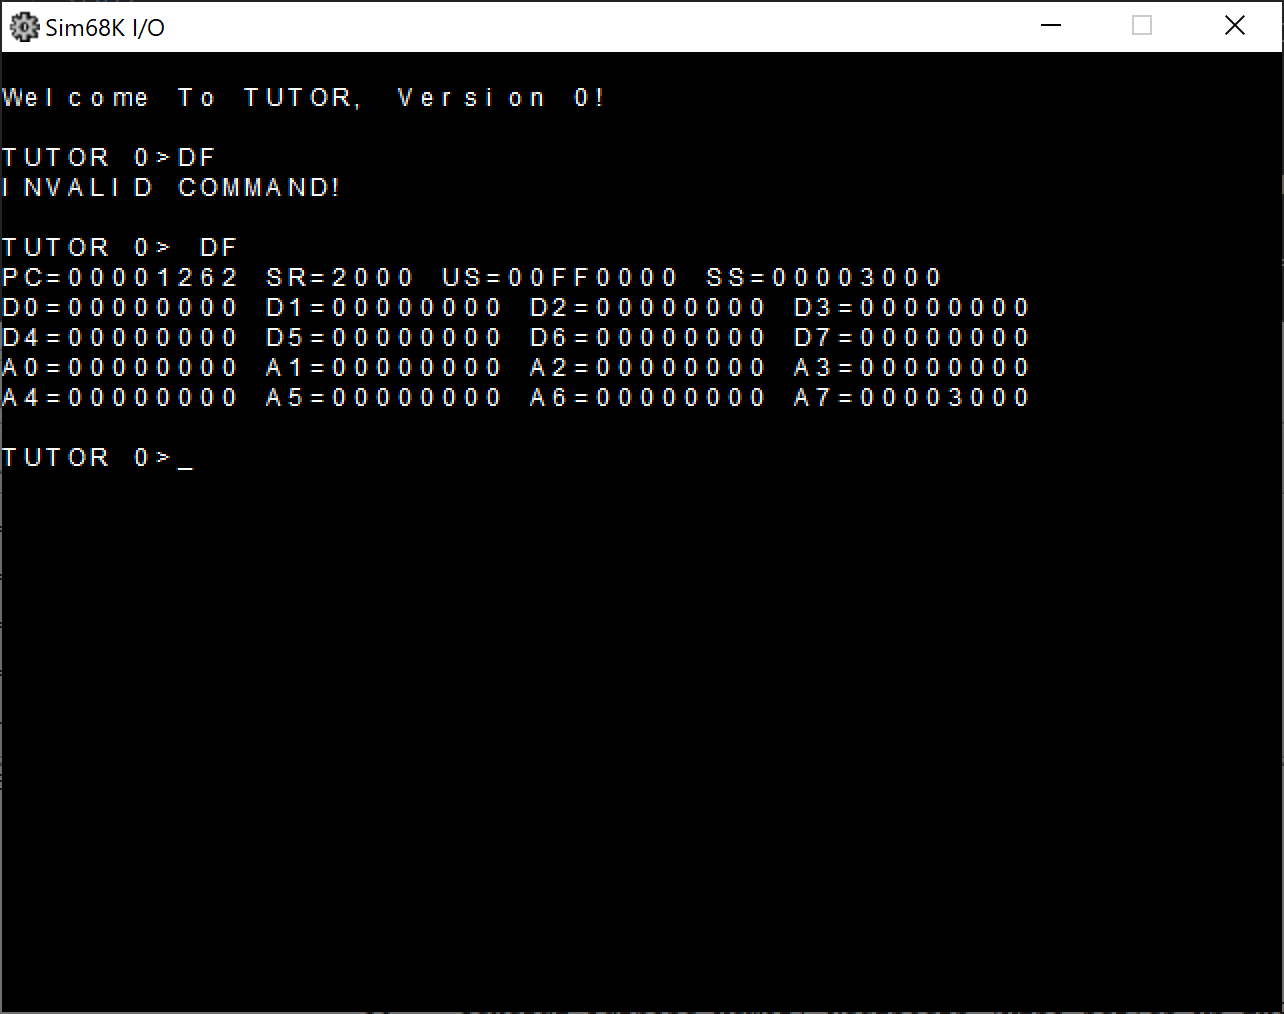 Sim68K I/O
Welcome To TUTOR, Version 0!
TUTOR 0>DF
INVALID COMMAND!
TUTOR 0> DF
PC=00001262 SR=2000 US=00FF0000 SS=00003000
D0=00000000 D1=00000000 D2=00000000 D3=00000000
D4=00000000 D5=00000000 D6=00000000 D7=00000000
A0=00000000 A1=00000000 A2=00000000 A3=00000000
A4=00000000 A5=00000000 A6=00000000 A7=00003000
TUTOR 0>_